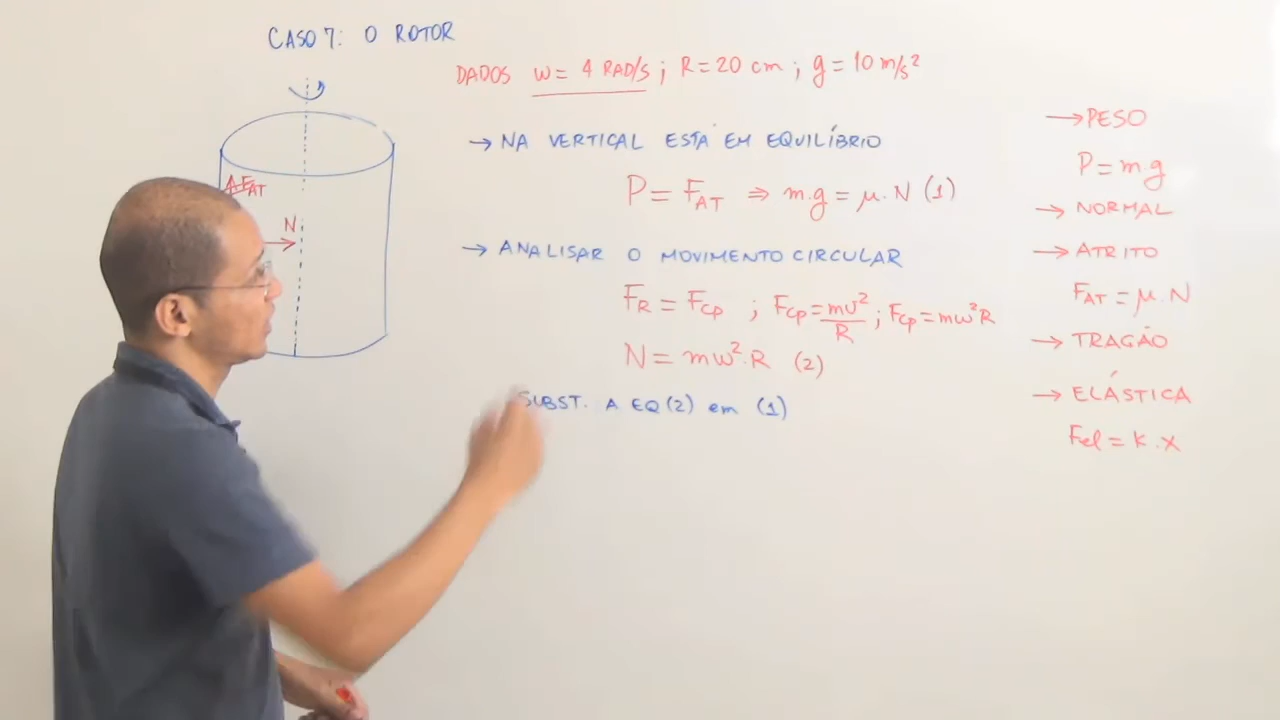 CASO 7: O ROTOR
DADOS ω = 4 RAD/S ; R = 20 cm ; g = 10 m/s²
FAT
N
→ NA VERTICAL ESTÁ EM EQUILÍBRIO
P = FAT ⇒ m.g = μ.N (1)
→ ANALISAR O MOVIMENTO CIRCULAR
FR = Fcp ; Fcp = mv²/R ; Fcp = mω²R
N = mω².R (2)
SUBST. A EQ (2) em (1)
→ PESO
P = m.g
→ NORMAL
→ ATRITO
FAT = μ.N
→ TRAÇÃO
→ ELÁSTICA
Fel = K.X